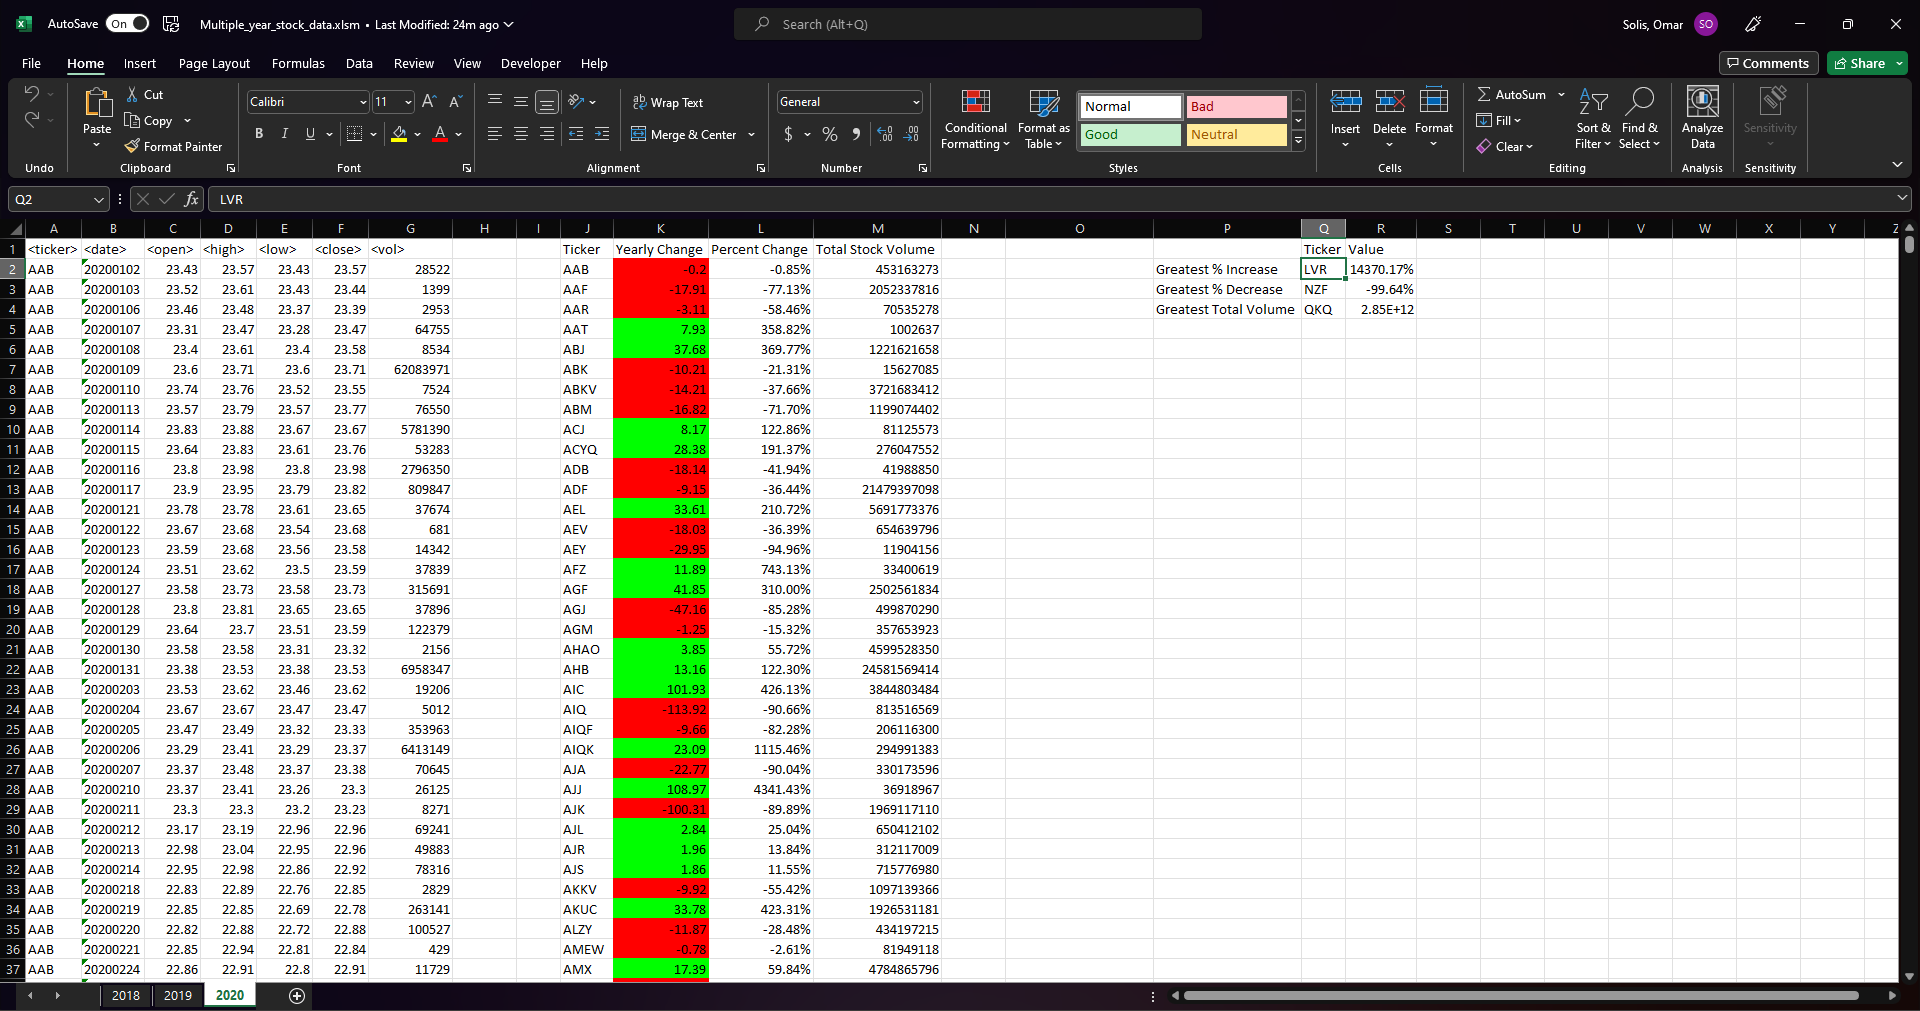 AutoSave On Multiple_year_stock_data.xlsm • Last Modified: 24m ago Search (Alt+Q) Solis, Omar SO
File Home Insert Page Layout Formulas Data Review View Developer Help Comments Share
Undo
Paste Cut Copy Format Painter
Clipboard
Calibri 11
B I U A
Font
Wrap Text
Merge & Center
Alignment
General
$ % 9
Number
Conditional Formatting Format as Table
Normal Bad
Good Neutral
Styles
Insert Delete Format
Cells
AutoSum Fill Clear Sort & Filter Find & Select
Editing
Analyze Data
Analysis
Sensitivity
Sensitivity
Q2 fx LVR
A B C D E F G H I J K L M N O P Q R S T U V W X Y Z
1 <ticker> <date> <open> <high> <low> <close> <vol> Ticker Yearly Change Percent Change Total Stock Volume Ticker Value
2 AAB 20200102 23.43 23.57 23.43 23.57 28522 AAB -0.2 -0.85% 453163273 Greatest % Increase LVR 14370.17%
3 AAB 20200103 23.52 23.61 23.43 23.44 1399 AAF -17.91 -77.13% 2052337816 Greatest % Decrease NZF -99.64%
4 AAB 20200106 23.46 23.48 23.37 23.39 2953 AAR -3.11 -58.46% 70535278 Greatest Total Volume QKQ 2.85E+12
5 AAB 20200107 23.31 23.47 23.28 23.47 64755 AAT 7.93 358.82% 1002637
6 AAB 20200108 23.4 23.61 23.4 23.58 8534 ABJ 37.68 369.77% 1221621658
7 AAB 20200109 23.6 23.71 23.6 23.71 62083971 ABK -10.21 -21.31% 15627085
8 AAB 20200110 23.74 23.76 23.52 23.55 7524 ABKV -14.21 -37.66% 3721683412
9 AAB 20200113 23.57 23.79 23.57 23.77 76550 ABM -16.82 -71.70% 1199074402
10 AAB 20200114 23.83 23.88 23.67 23.67 5781390 ACJ 8.17 122.86% 81125573
11 AAB 20200115 23.64 23.83 23.61 23.76 53283 ACYQ 28.38 191.37% 276047552
12 AAB 20200116 23.8 23.98 23.8 23.98 2796350 ADB -18.14 -41.94% 41988850
13 AAB 20200117 23.9 23.95 23.79 23.82 809847 ADF -9.15 -36.44% 21479397098
14 AAB 20200121 23.78 23.78 23.61 23.65 37674 AEL 33.61 210.72% 5691773376
15 AAB 20200122 23.67 23.68 23.54 23.68 681 AEV -18.03 -36.39% 654639796
16 AAB 20200123 23.59 23.68 23.56 23.58 14342 AEY -29.95 -94.96% 11904156
17 AAB 20200124 23.51 23.62 23.5 23.59 37839 AFZ 11.89 743.13% 33400619
18 AAB 20200127 23.58 23.73 23.58 23.73 315691 AGF 41.85 310.00% 2502561834
19 AAB 20200128 23.8 23.81 23.65 23.65 37896 AGJ -47.16 -85.28% 499870290
20 AAB 20200129 23.64 23.7 23.51 23.59 122379 AGM -1.25 -15.32% 357653923
21 AAB 20200130 23.58 23.58 23.31 23.32 2156 AHAO 3.85 55.72% 4599528350
22 AAB 20200131 23.38 23.53 23.38 23.53 6958347 AHB 13.16 122.30% 24581569414
23 AAB 20200203 23.53 23.62 23.46 23.62 19206 AIC 101.93 426.13% 3844803484
24 AAB 20200204 23.67 23.67 23.47 23.47 5012 AIQ -113.92 -90.66% 813516569
25 AAB 20200205 23.47 23.49 23.32 23.33 353963 AIQF -9.66 -82.28% 206116300
26 AAB 20200206 23.29 23.41 23.29 23.37 6413149 AIQK 23.09 1115.46% 294991383
27 AAB 20200207 23.37 23.48 23.37 23.38 70645 AJA -22.77 -90.04% 330173596
28 AAB 20200210 23.37 23.41 23.26 23.3 26125 AJJ 108.97 4341.43% 36918967
29 AAB 20200211 23.3 23.3 23.2 23.23 8271 AJK -100.31 -89.89% 1969117110
30 AAB 20200212 23.17 23.19 22.96 22.96 69241 AJL 2.84 25.04% 650412102
31 AAB 20200213 22.98 23.04 22.95 22.96 49883 AJR 1.96 13.84% 312117009
32 AAB 20200214 22.95 22.98 22.86 22.92 78316 AJS 1.86 11.55% 715776980
33 AAB 20200218 22.83 22.89 22.76 22.85 2829 AKKV -9.92 -55.42% 1097139366
34 AAB 20200219 22.85 22.85 22.69 22.78 263141 AKUC 33.78 423.31% 1926531181
35 AAB 20200220 22.82 22.88 22.72 22.88 100527 ALZY -11.87 -28.48% 434197215
36 AAB 20200221 22.85 22.94 22.81 22.84 429 AMEW -0.78 -2.61% 81949118
37 AAB 20200224 22.86 22.91 22.8 22.91 11729 AMX 17.39 59.84% 4784865796
2018 2019 2020